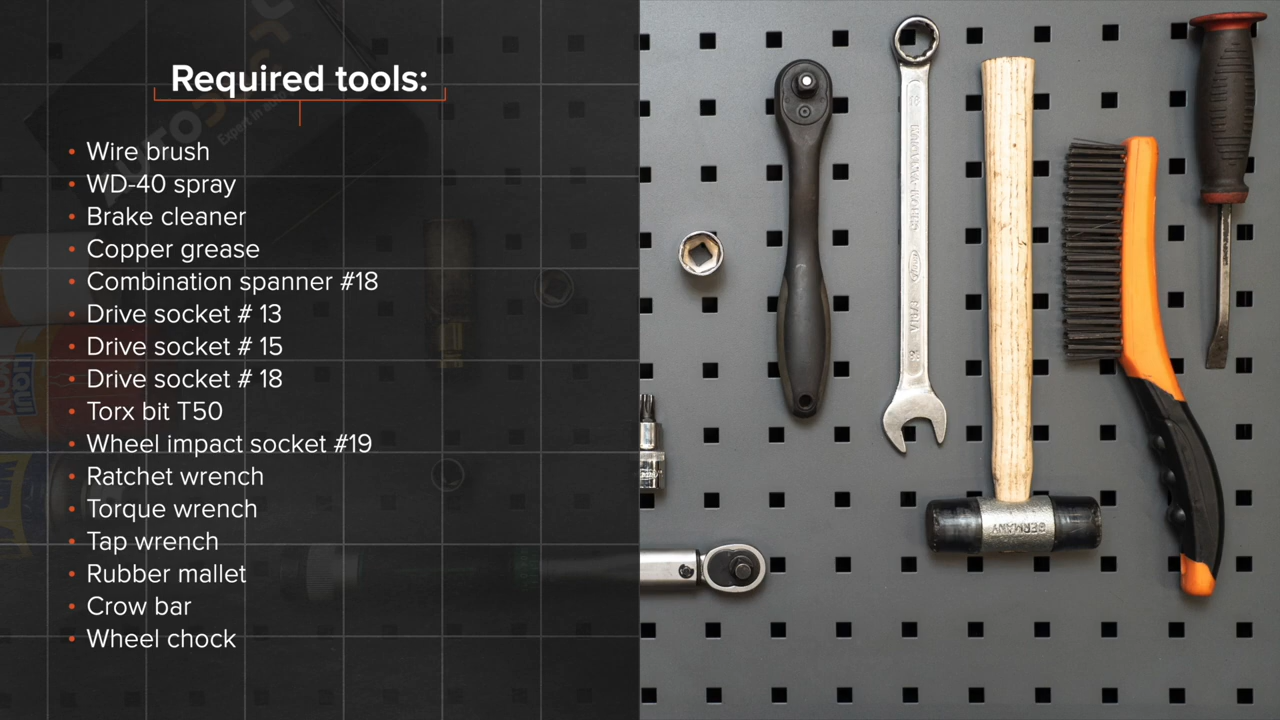 Required tools:
• Wire brush
• WD-40 spray
• Brake cleaner
• Copper grease
• Combination spanner #18
• Drive socket # 13
• Drive socket # 15
• Drive socket # 18
• Torx bit T50
• Wheel impact socket #19
• Ratchet wrench
• Torque wrench
• Tap wrench
• Rubber mallet
• Crow bar
• Wheel chock
GERMANY